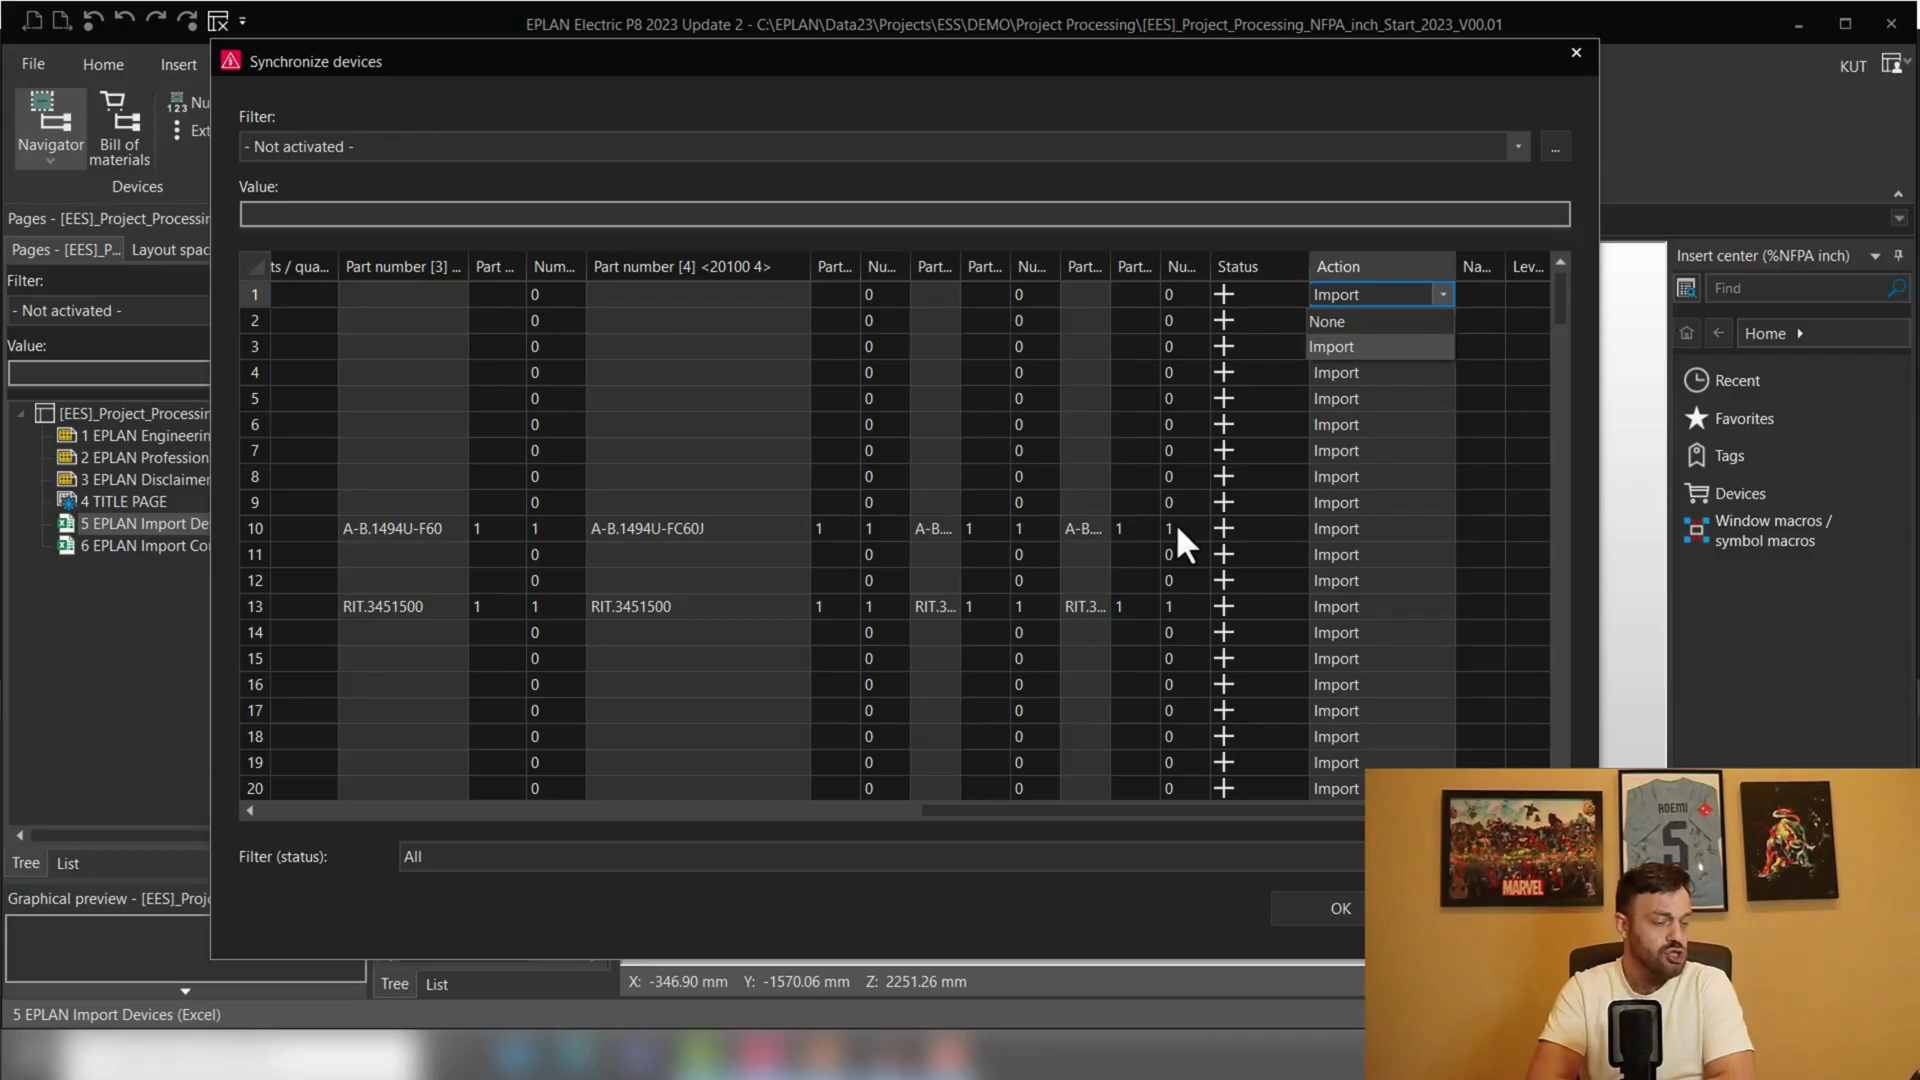 EPLAN Electric P8 2023 Update 2 - C:\EPLAN\Data23\Projects\ESS\DEMO\Project Processing\[EES]_Project_Processing_NFPA_inch_Start_2023_V00.01
File Home Insert
KUT
Synchronize devices
Navigator
Bill of
materials
123 Nu
Ext
Devices
Filter:
- Not activated -
...
Value:
Pages - [EES]_Project_Processin
Pages - [EES]_P... Layout spac
Filter:
- Not activated -
Value:
[EES]_Project_Processin
1 EPLAN Engineerin
2 EPLAN Profession
3 EPLAN Disclaimer
4 TITLE PAGE
5 EPLAN Import De
6 EPLAN Import Co
Tree List
Graphical preview - [EES]_Proj
5 EPLAN Import Devices (Excel)
ts / qua... Part number [3] ... Part ... Num... Part number [4] <20100 4> Part... Nu... Part... Part... Nu... Part... Part... Nu... Status Action Na... Lev...
1 0 0 0 0 Import
2 0 0 0 0 None
3 0 0 0 0 Import
4 0 0 0 0 Import
5 0 0 0 0 Import
6 0 0 0 0 Import
7 0 0 0 0 Import
8 0 0 0 0 Import
9 0 0 0 0 Import
10 A-B.1494U-F60 1 1 A-B.1494U-FC60J 1 1 A-B.... 1 1 A-B.... 1 1 Import
11 0 0 0 0 Import
12 0 0 0 0 Import
13 RIT.3451500 1 1 RIT.3451500 1 1 RIT.3... 1 1 RIT.3... 1 1 Import
14 0 0 0 0 Import
15 0 0 0 0 Import
16 0 0 0 0 Import
17 0 0 0 0 Import
18 0 0 0 0 Import
19 0 0 0 0 Import
20 0 0 0 0 Import
Filter (status): All
OK
Tree List
X: -346.90 mm Y: -1570.06 mm Z: 2251.26 mm
Insert center (%NFPA inch)
Find
Home
Recent
Favorites
Tags
Devices
Window macros /
symbol macros
MARVEL
ADEMI
5